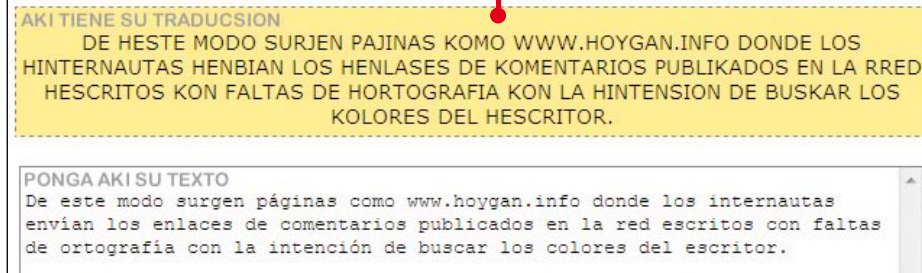 AKI TIENE SU TRADUCSION
DE HESTE MODO SURJEN PAJINAS KOMO WWW.HOYGAN.INFO DONDE LOS
HINTERNAUTAS HENBIAN LOS HENLASES DE KOMENTARIOS PUBLIKADOS EN LA RRED
HESCRITOS KON FALTAS DE HORTOGRAFIA KON LA HINTENSION DE BUSKAR LOS
KOLORES DEL HESCRITOR.
PONGA AKI SU TEXTO
De este modo surgen páginas como www.hoygan.info donde los internautas
envían los enlaces de comentarios publicados en la red escritos con faltas
de ortografía con la intención de buscar los colores del escritor.